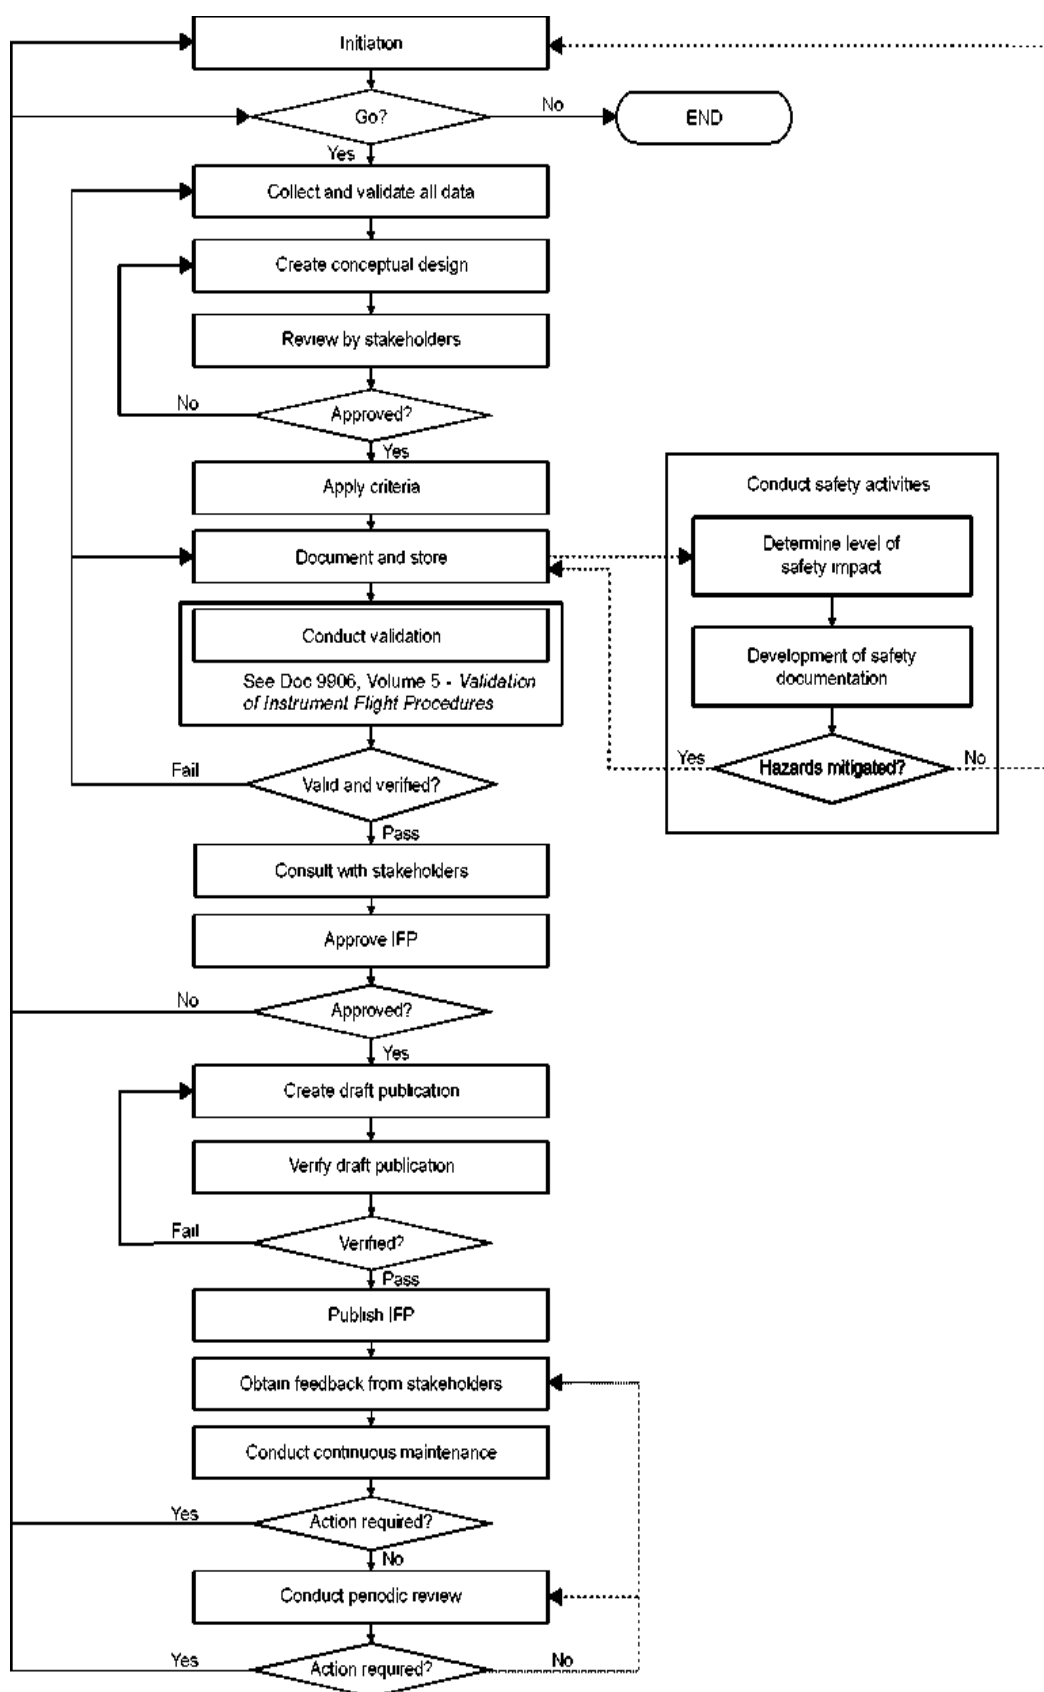 Initiation
No
Go?
END
Yes
Collect and validate all data
Create conceptual design
Review by stakeholders
No
Approved?
Yes
Apply criteria
Conduct safety activities
Document and store
Determine level of
safety impact
Conduct validation
See Doc 9906, Volume 5 - Validation
of Instrument Flight Procedures
Development of safety
documentation
Fail
Valid and verified?
Yes
Hazards mitigated?
No
Pass
Consult with stakeholders
Approve IFP
No
Approved?
Yes
Create draft publication
Verify draft publication
Fail
Verified?
Pass
Publish IFP
Obtain feedback from stakeholders
Conduct continuous maintenance
Yes
Action required?
No
Conduct periodic review
Yes
Action required?
No